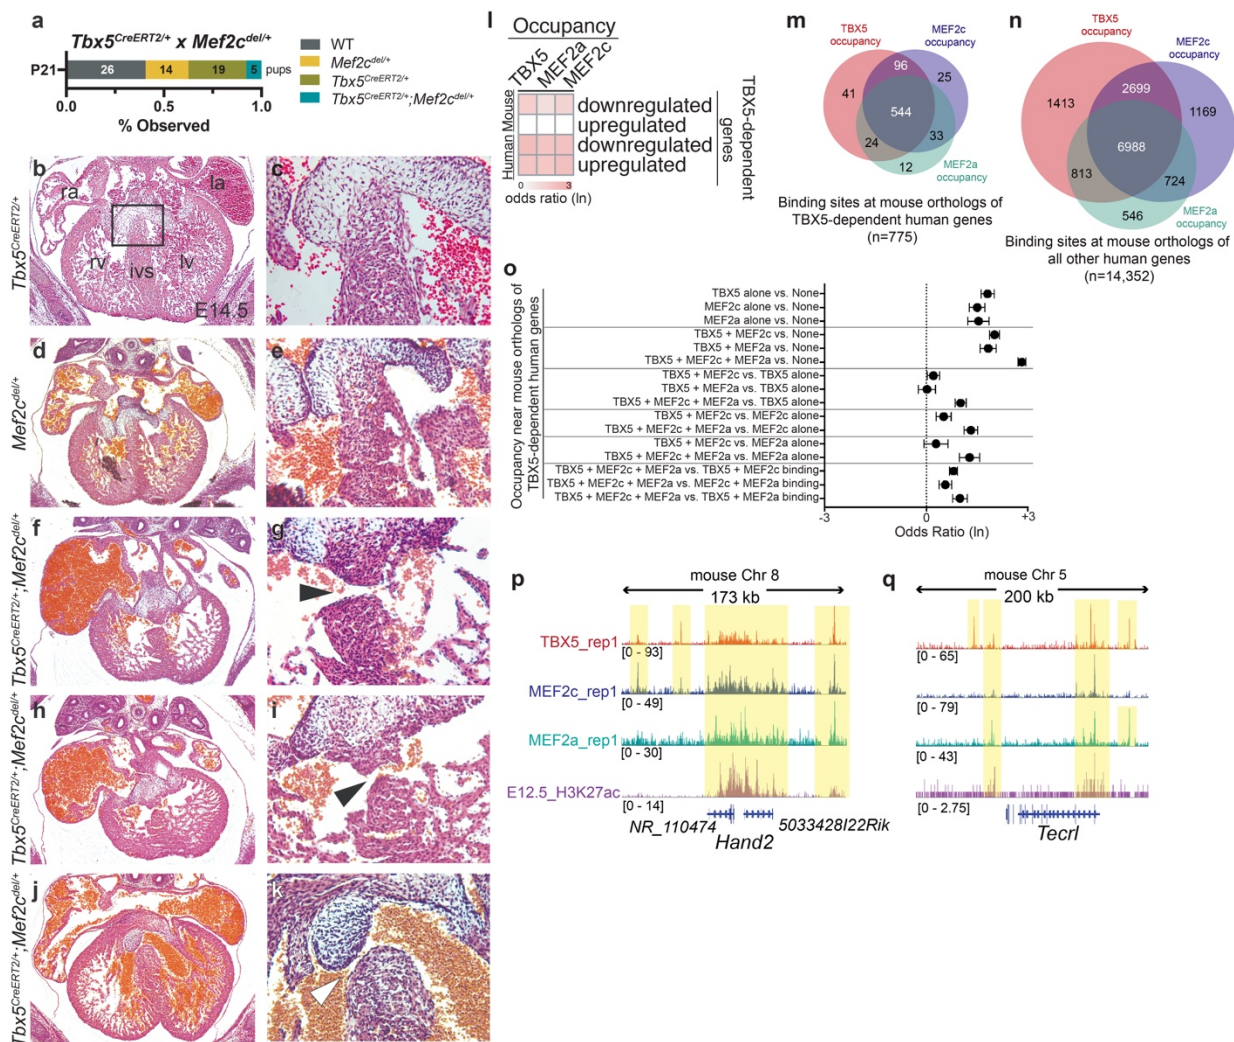 a
Tbx5CreERT2/+ x Mef2cdel/+
P21
26
14
19
5
pups
0.0
0.5
1.0
% Observed
WT
Mef2cdel/+
Tbx5CreERT2/+
Tbx5CreERT2/+;Mef2cdel/+
b
ra
la
rv
ivs
lv
E14.5
c
Tbx5CreERT2/+
d
e
Mef2cdel/+
f
g
Tbx5CreERT2/+;Mef2cdel/+
h
i
Tbx5CreERT2/+;Mef2cdel/+
j
k
Tbx5CreERT2/+;Mef2cdel/+
l
Occupancy
TBX5
MEF2a
MEF2c
Mouse
Human
downregulated
upregulated
downregulated
upregulated
TBX5-dependent
genes
0
3
odds ratio (ln)
m
TBX5
occupancy
MEF2c
occupancy
96
41
25
544
24
33
12
MEF2a
occupancy
Binding sites at mouse orthologs of
TBX5-dependent human genes
(n=775)
n
TBX5
occupancy
MEF2c
occupancy
2699
1413
1169
6988
813
724
546
MEF2a
occupancy
Binding sites at mouse orthologs of
all other human genes
(n=14,352)
o
Occupancy near mouse orthologs of
TBX5-dependent human genes
TBX5 alone vs. None
MEF2c alone vs. None
MEF2a alone vs. None
TBX5 + MEF2c vs. None
TBX5 + MEF2a vs. None
TBX5 + MEF2c + MEF2a vs. None
TBX5 + MEF2c vs. TBX5 alone
TBX5 + MEF2a vs. TBX5 alone
TBX5 + MEF2c + MEF2a vs. TBX5 alone
TBX5 + MEF2c vs. MEF2c alone
TBX5 + MEF2c + MEF2a vs. MEF2c alone
TBX5 + MEF2c vs. MEF2a alone
TBX5 + MEF2c + MEF2a vs. MEF2a alone
TBX5 + MEF2c + MEF2a vs. TBX5 + MEF2c binding
TBX5 + MEF2c + MEF2a vs. MEF2c + MEF2a binding
TBX5 + MEF2c + MEF2a vs. TBX5 + MEF2a binding
-3
0
+3
Odds Ratio (ln)
p
mouse Chr 8
173 kb
TBX5_rep1
[0 - 93]
MEF2c_rep1
[0 - 49]
MEF2a_rep1
[0 - 30]
E12.5_H3K27ac
[0 - 14]
NR_110474
Hand2
5033428I22Rik
q
mouse Chr 5
200 kb
[0 - 65]
[0 - 79]
[0 - 43]
[0 - 2.75]
Tecrl